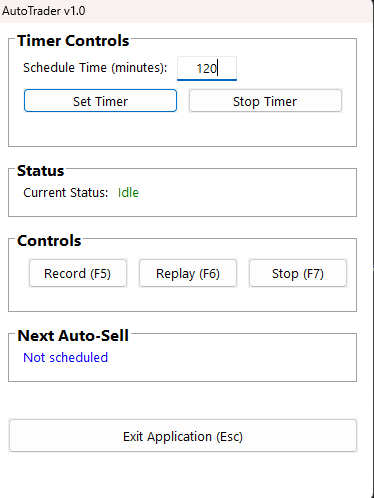 AutoTrader v1.0
Timer Controls
Schedule Time (minutes): 120
Set Timer Stop Timer
Status
Current Status: Idle
Controls
Record (F5) Replay (F6) Stop (F7)
Next Auto-Sell
Not scheduled
Exit Application (Esc)